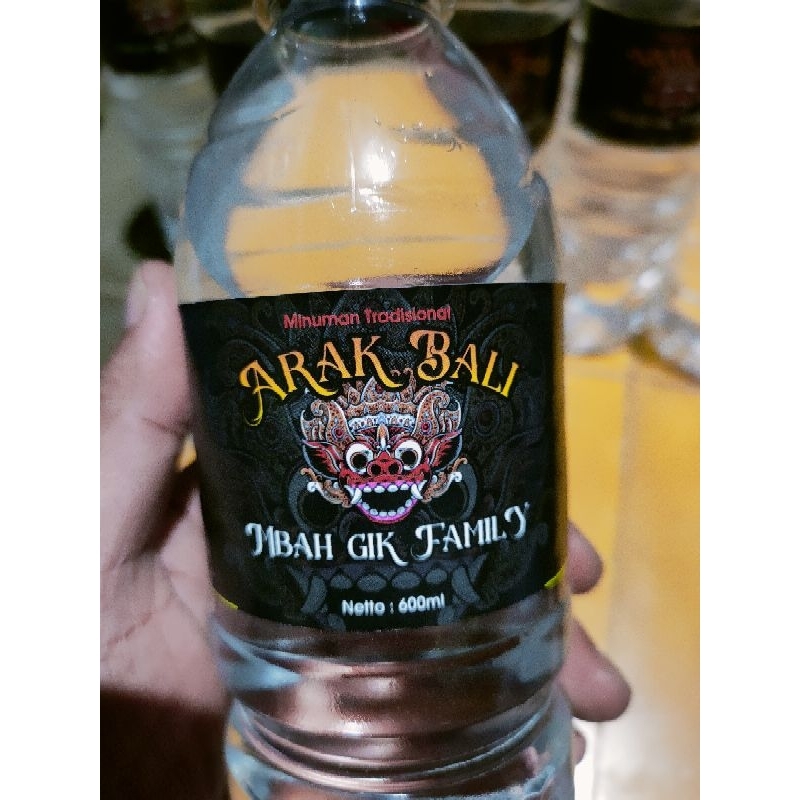 Minuman Tradisional
ARAK BALI
MBAH GIK FAMILY
Netto : 600ml